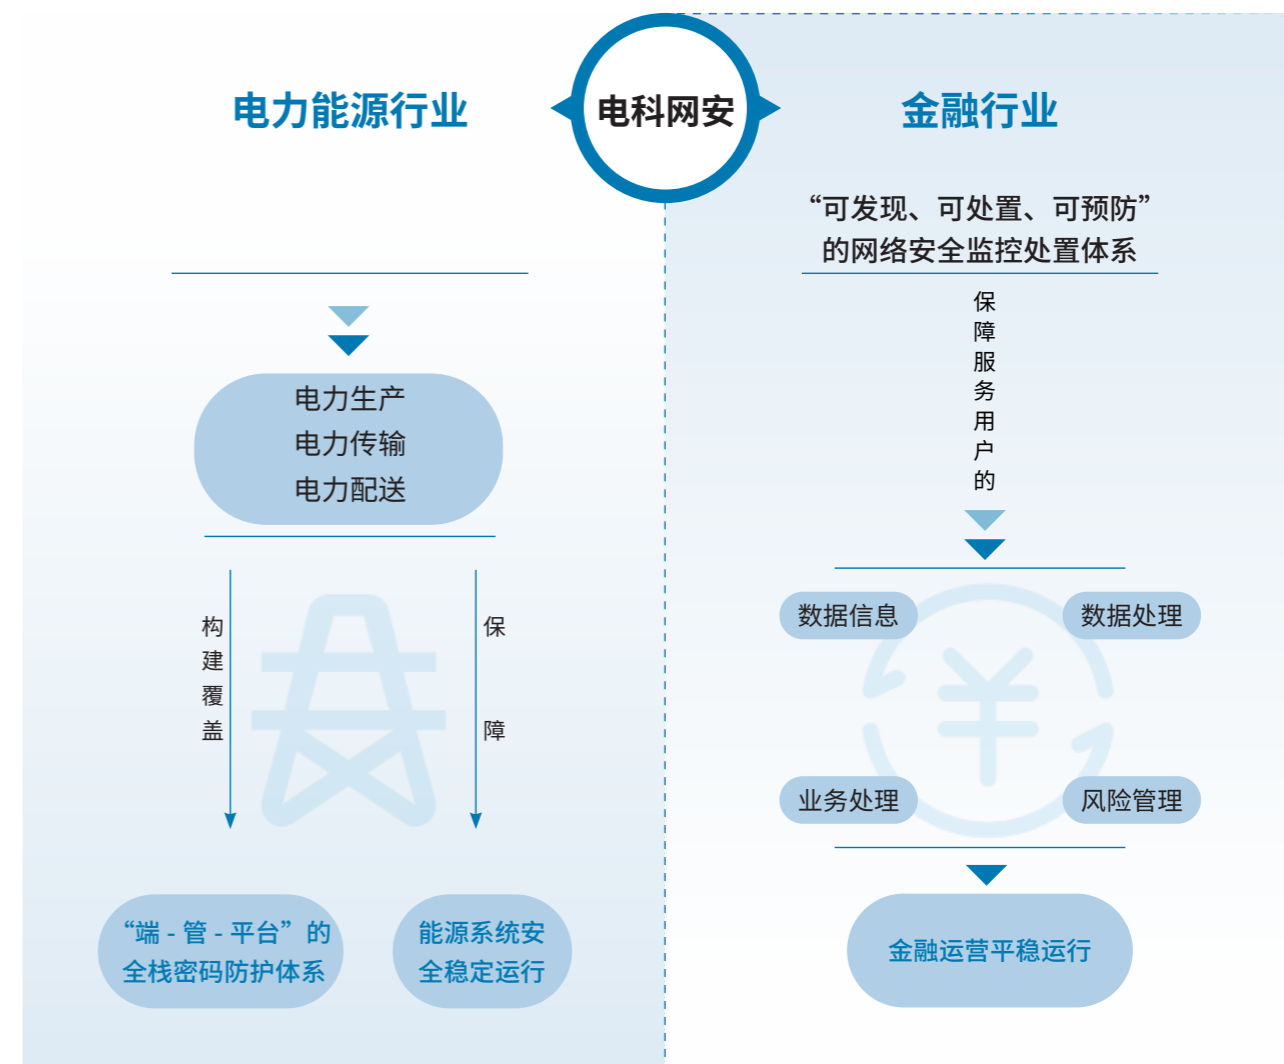 电科网安
电力能源行业
电力生产
电力传输
电力配送
构建覆盖
保障
“端 - 管 - 平台”的
全栈密码防护体系
能源系统安
全稳定运行
金融行业
“可发现、可处置、可预防”
的网络安全监控处置体系
保障服务用户的
数据信息
数据处理
业务处理
风险管理
金融运营平稳运行